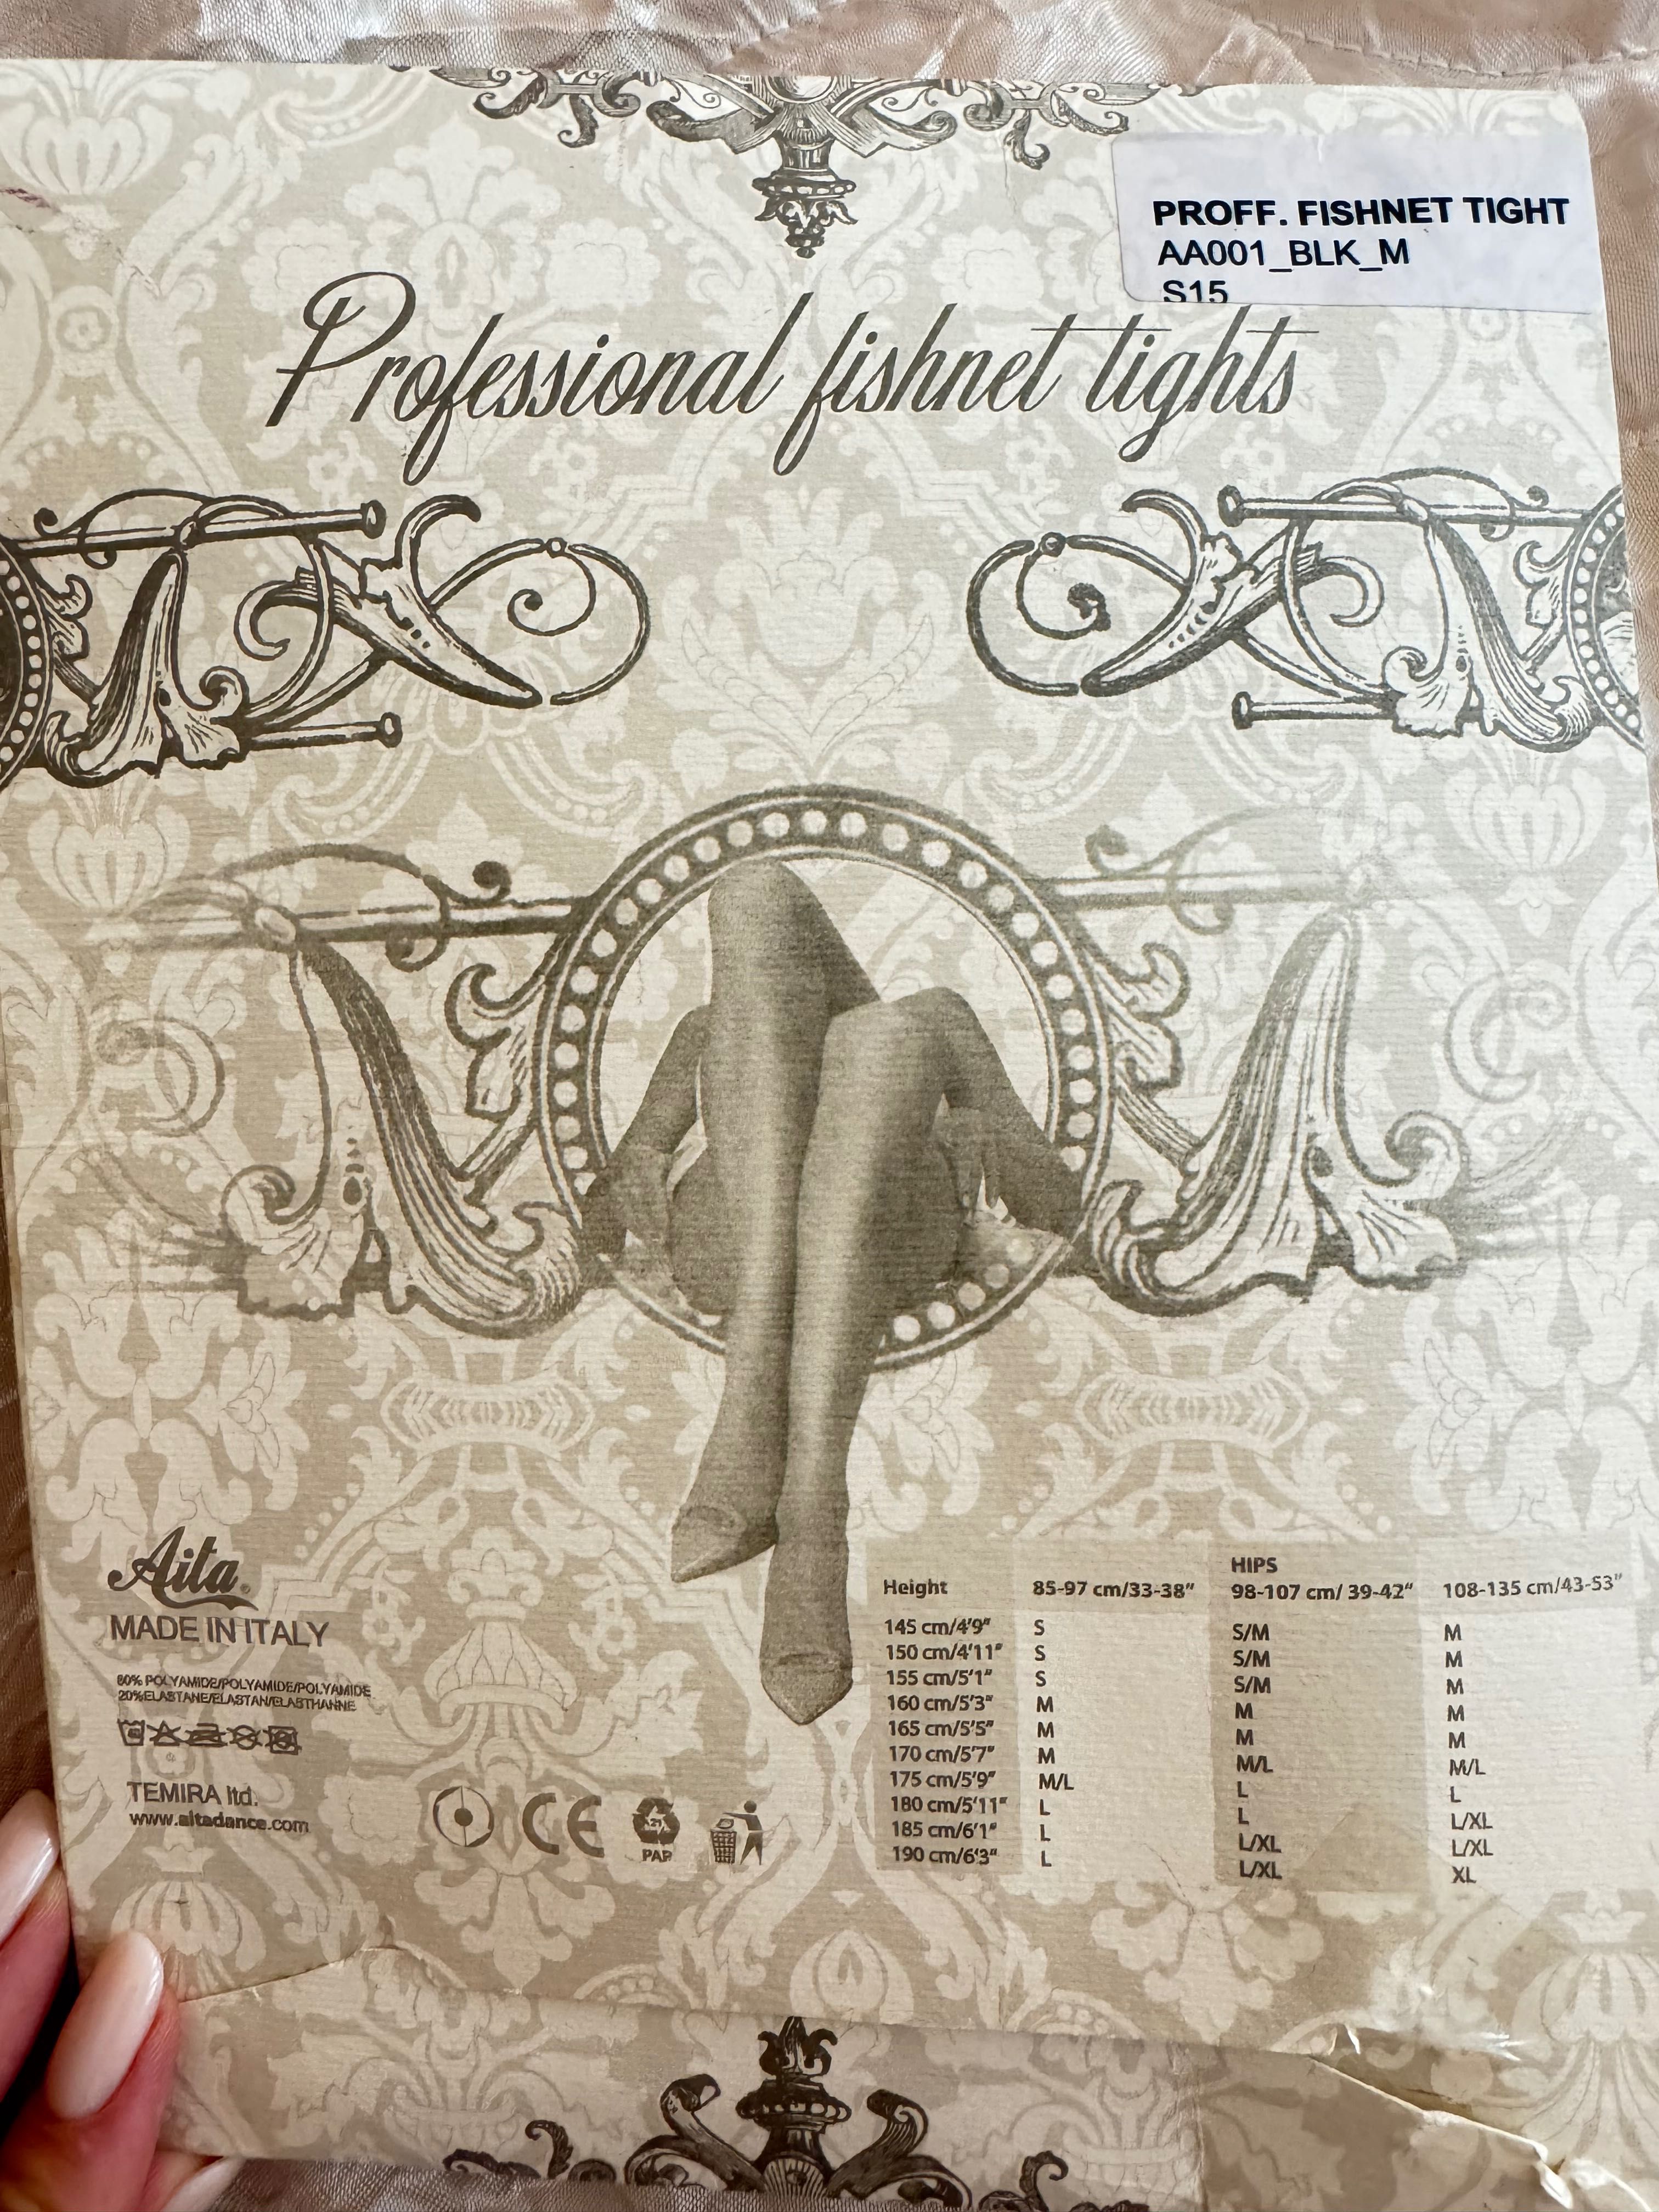 PROFF. FISHNET TIGHT
AA001_BLK_M
S15
Professional fishnet tights
Aita
MADE IN ITALY
80% POLYAMIDE/POLYAMIDE/POLYAMIDE
20%ELASTANE/ELASTAN/ELASTHANNE
TEMIRA ltd.
www.aitadance.com
CE
21
PAP
HIPS
Height 85-97 cm/33-38” 98-107 cm/ 39-42” 108-135 cm/43-53”
145 cm/4'9” S S/M M
150 cm/4'11” S S/M M
155 cm/5'1” S S/M M
160 cm/5'3” M M M
165 cm/5'5” M M M
170 cm/5'7” M M/L M/L
175 cm/5'9” M/L L L
180 cm/5'11” L L L/XL
185 cm/6'1” L L/XL L/XL
190 cm/6'3” L L/XL XL